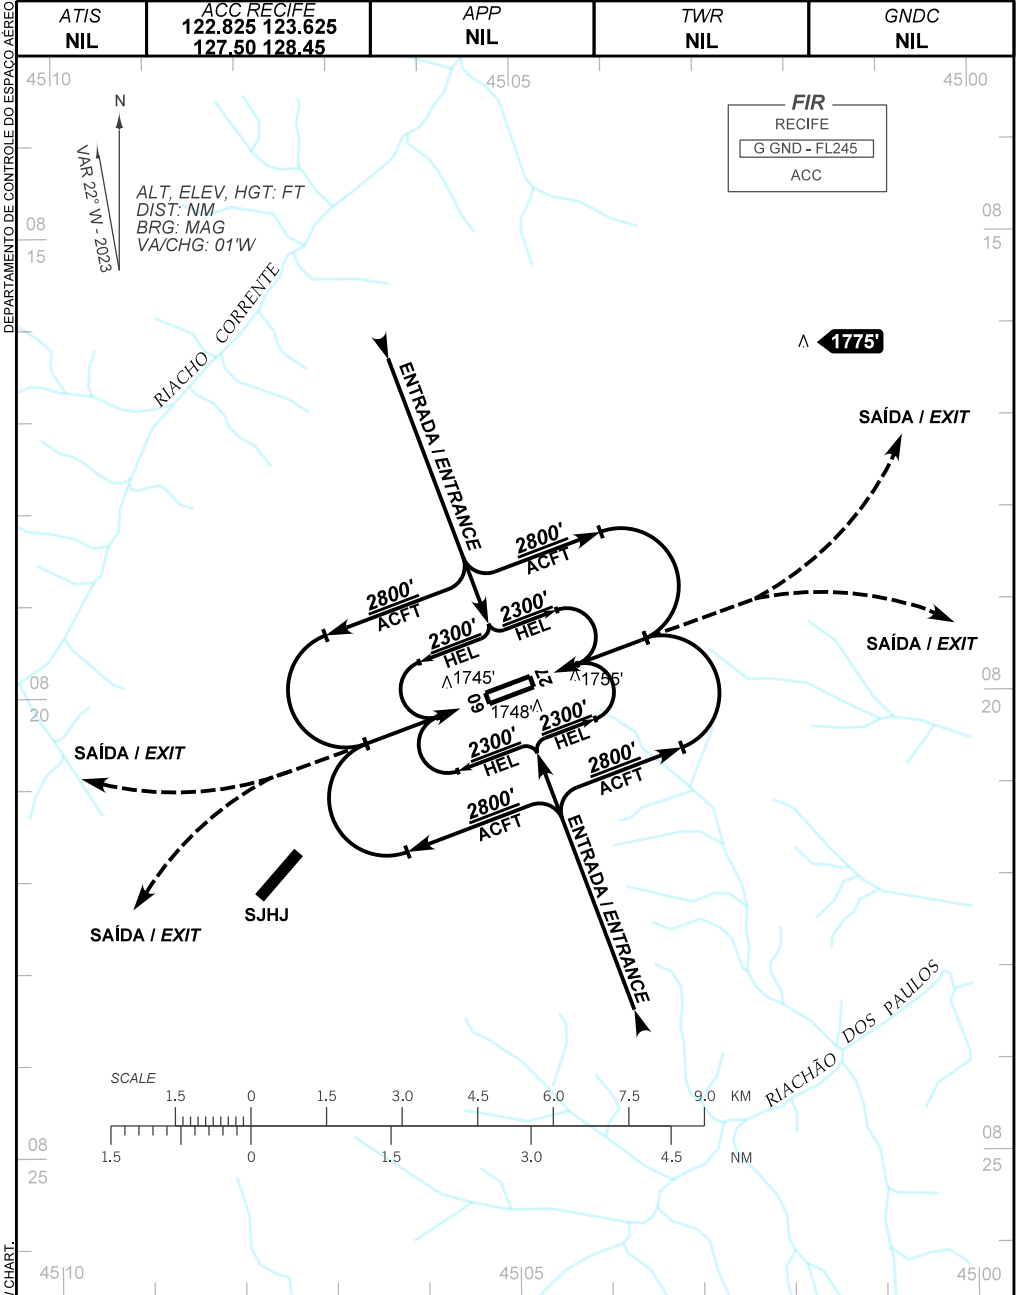 ATIS
NIL
ACC RECIFE
122.825 123.625
127.50 128.45
APP
NIL
TWR
NIL
GNDC
NIL
DEPARTAMENTO DE CONTROLE DO ESPAÇO AÉREO
45 10
45 05
45 00
N
VAR 22° W - 2023
ALT, ELEV, HGT: FT
DIST: NM
BRG: MAG
VA/CHG: 01'W
FIR
RECIFE
G GND - FL245
ACC
08
15
08
15
RIACHO CORRENTE
1775'
ENTRADA / ENTRANCE
SAÍDA / EXIT
2800'
ACFT
2800'
ACFT
2300'
HEL
2300'
HEL
SAÍDA / EXIT
1745'
1755'
27
09
1748'
08
20
08
20
2300'
HEL
2300'
HEL
SAÍDA / EXIT
2800'
ACFT
2800'
ACFT
ENTRADA / ENTRANCE
SJHJ
SAÍDA / EXIT
RIACHÃO DOS PAULOS
SCALE
1.5 0 1.5 3.0 4.5 6.0 7.5 9.0 KM
1.5 0 1.5 3.0 4.5 NM
08
25
08
25
/ CHART.
45 10
45 05
45 00